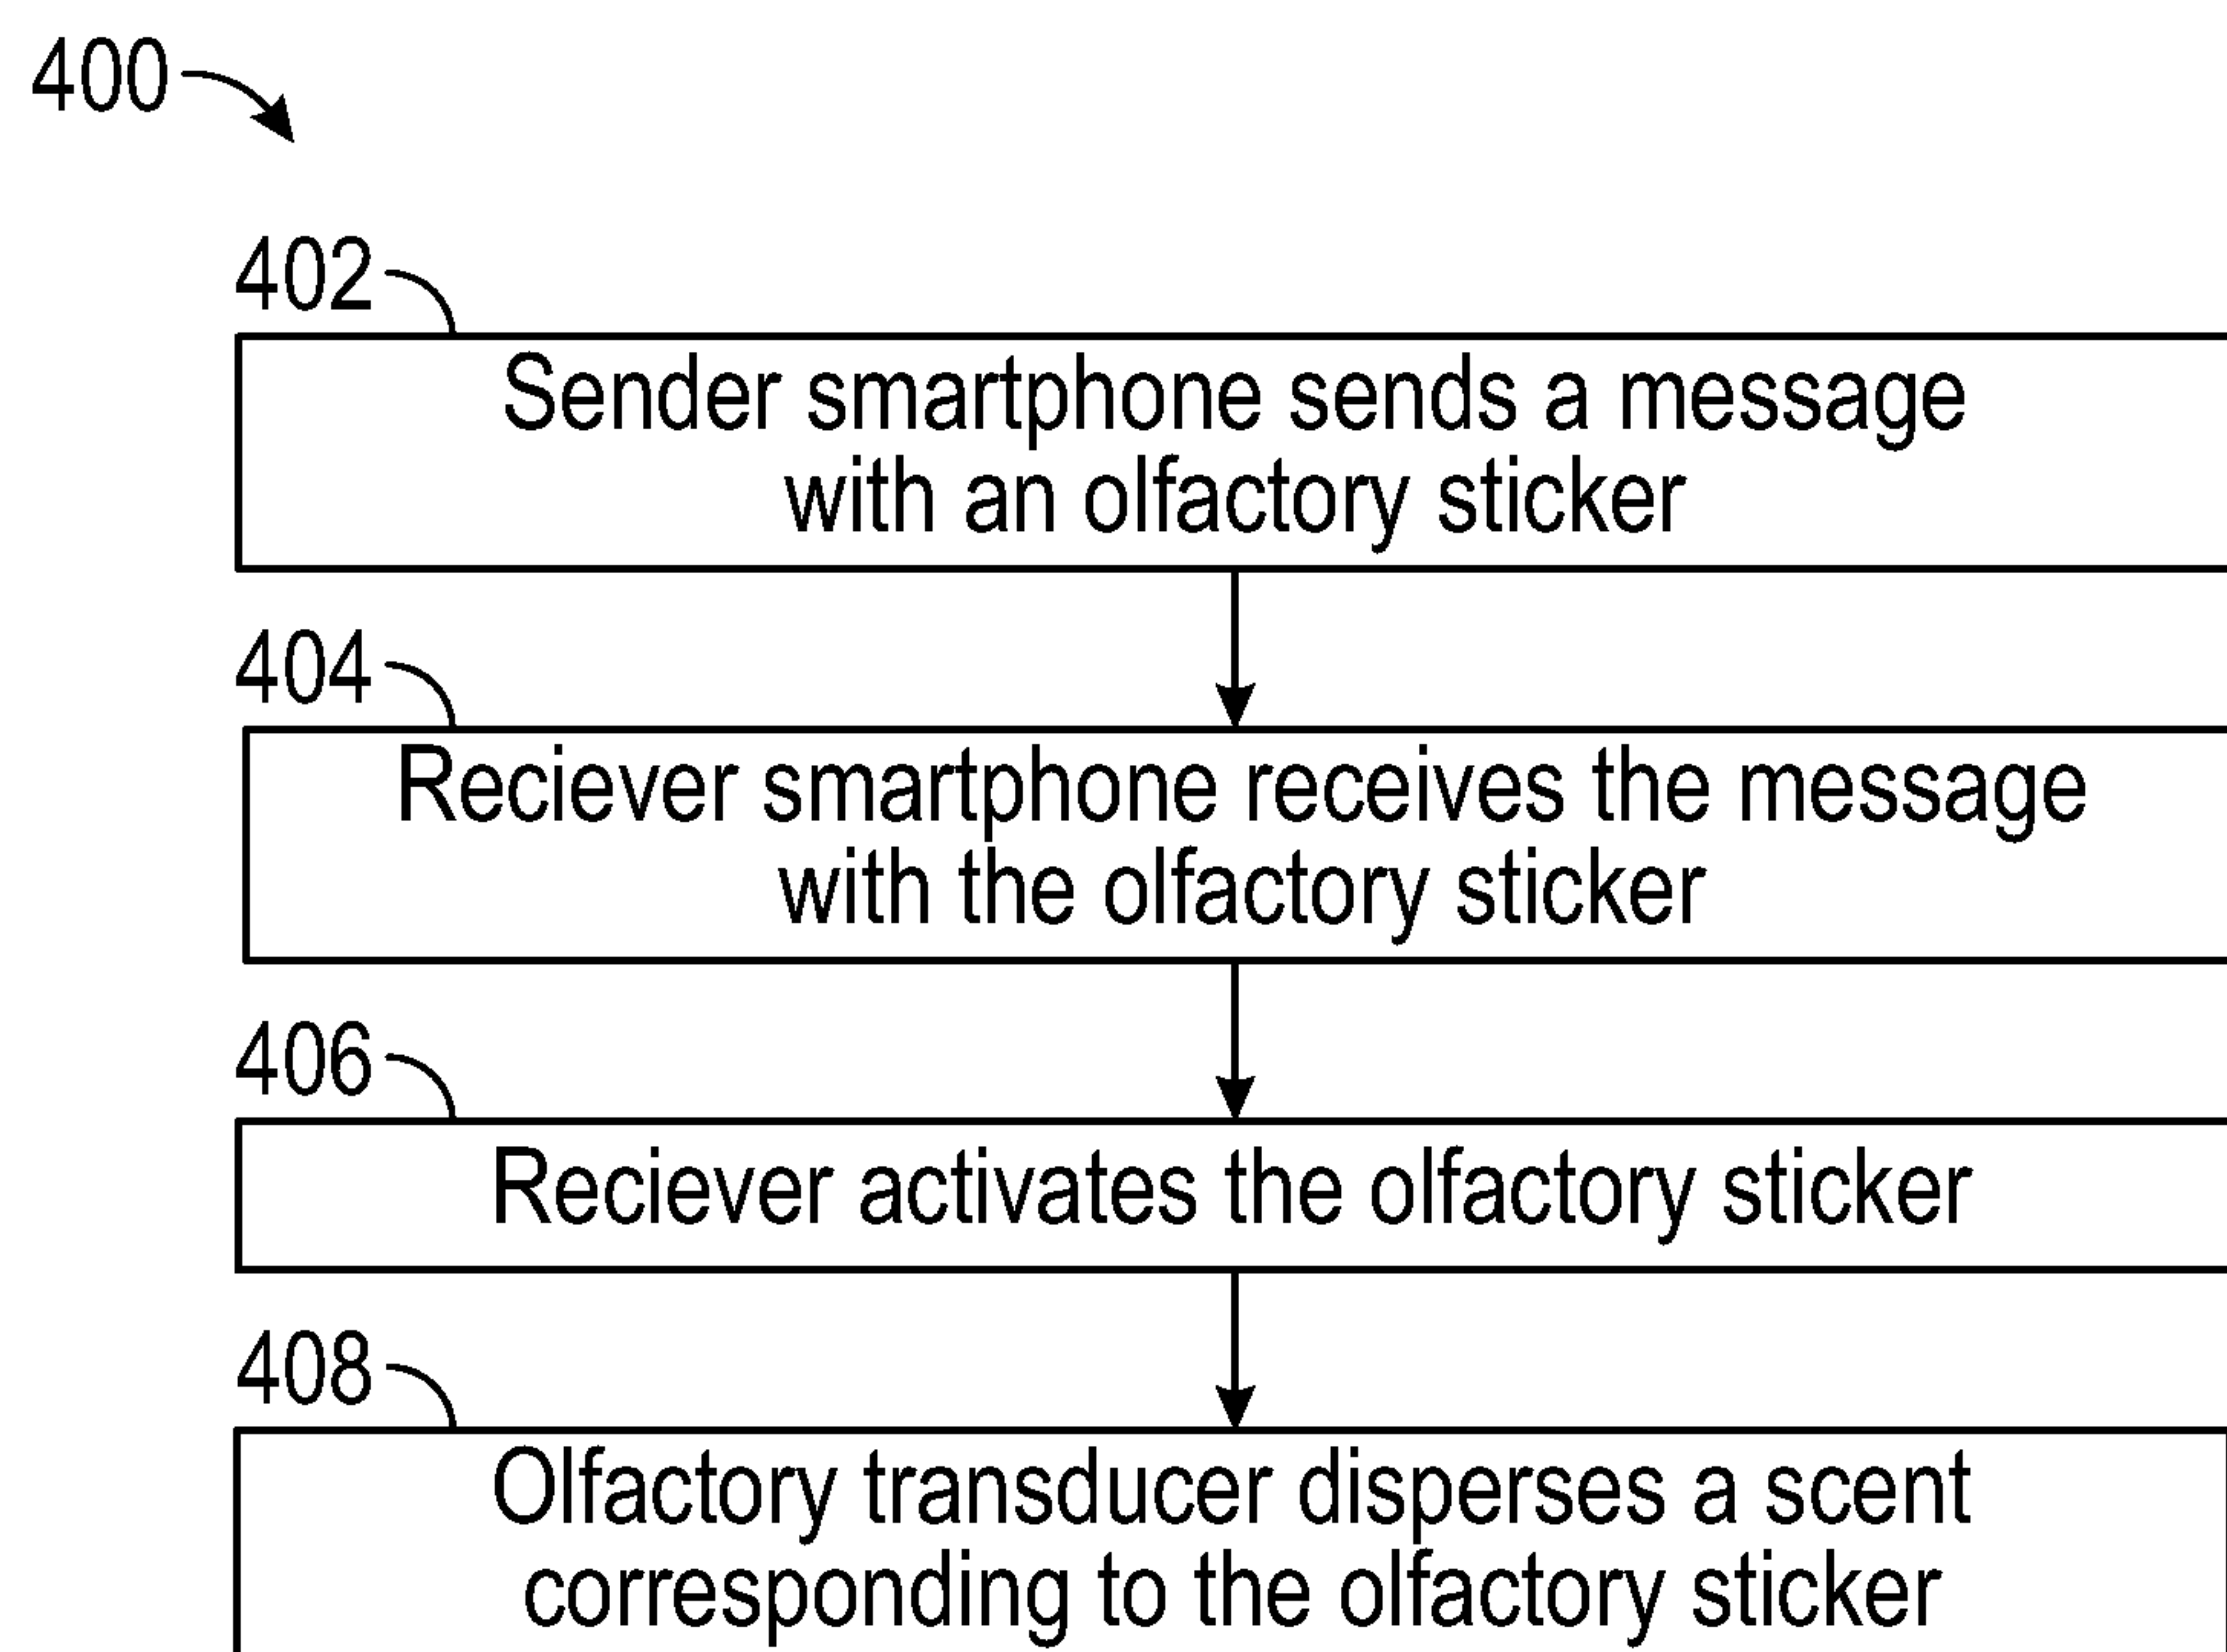 400
402
Sender smartphone sends a message
with an olfactory sticker
404
Reciever smartphone receives the message
with the olfactory sticker
406
Reciever activates the olfactory sticker
408
Olfactory transducer disperses a scent
corresponding to the olfactory sticker